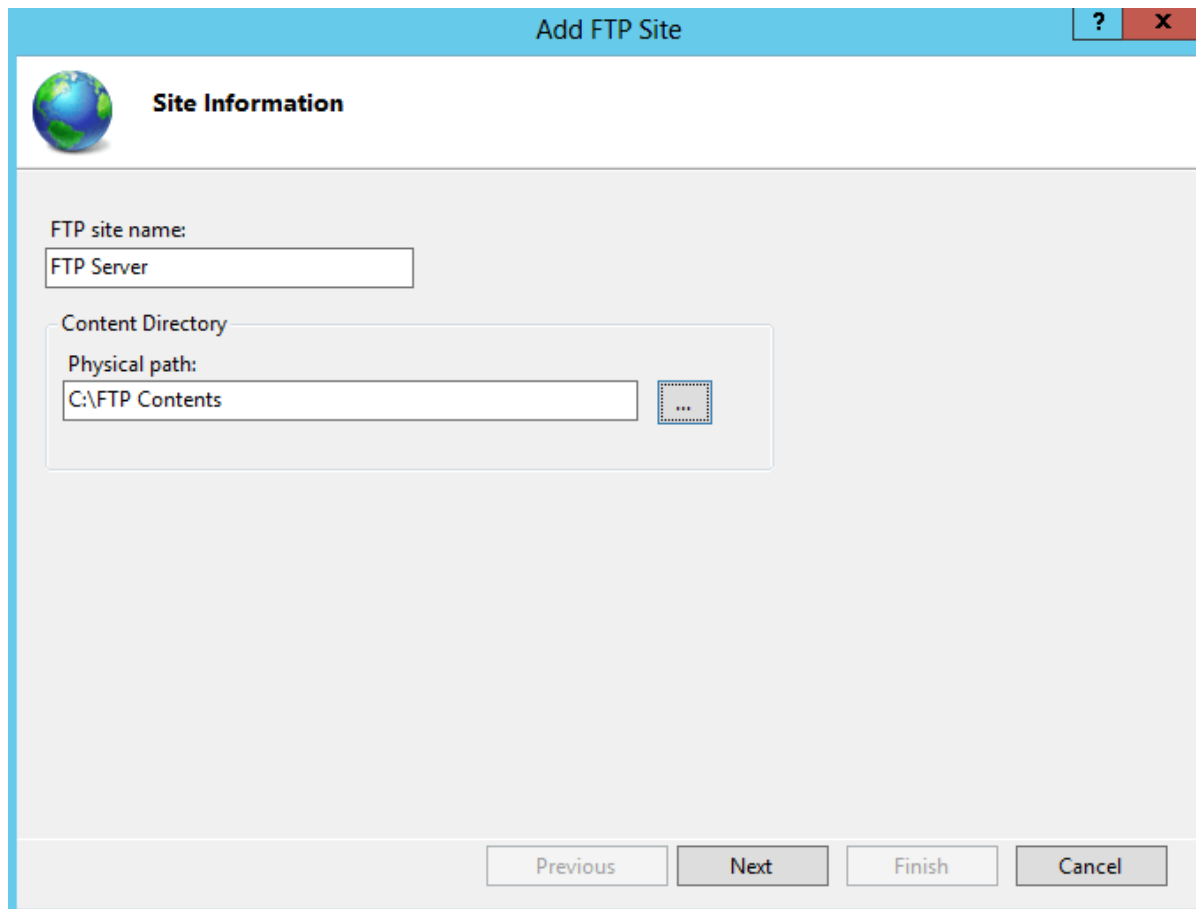 Add FTP Site
?
x
Site Information
FTP site name:
FTP Server
Content Directory
Physical path:
C:\FTP Contents
...
Previous
Next
Finish
Cancel